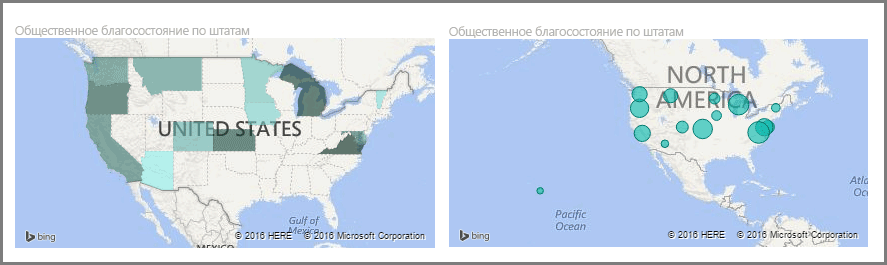 Общественное благосостояние по штатам
UNITED STATES
Gulf of
Mexico
MEXICO
bing
© 2016 HERE © 2016 Microsoft Corporation
Общественное благосостояние по штатам
NORTH
AMERICA
Pacific
Ocean
Atla
Oc
bing
© 2016 HERE © 2016 Microsoft Corporation